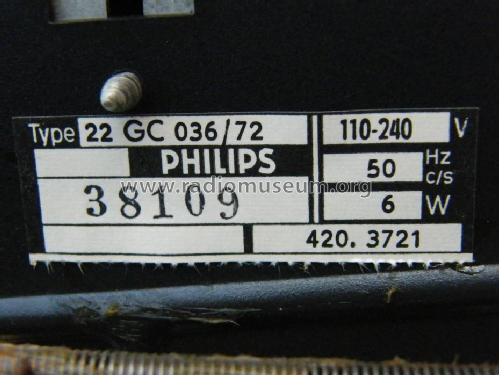 Type 22 GC 036/72 110-240 V
PHILIPS 50 Hz c/s
© www.radiomuseum.org
38109 6 W
420. 3721